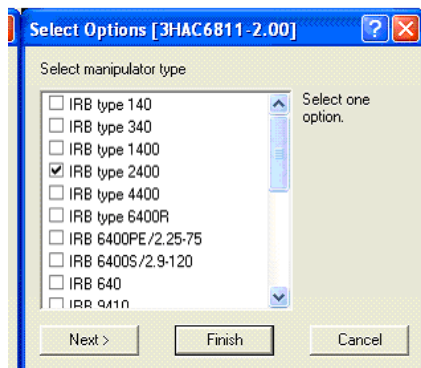 Select Options [3HAC6811-2.00]
Select manipulator type
IRB type 140
IRB type 340
IRB type 1400
IRB type 2400
IRB type 4400
IRB type 6400R
IRB 6400PE/2.25-75
IRB 6400S/2.9-120
IRB 640
IRB 9410
Select one
option.
Next >
Finish
Cancel